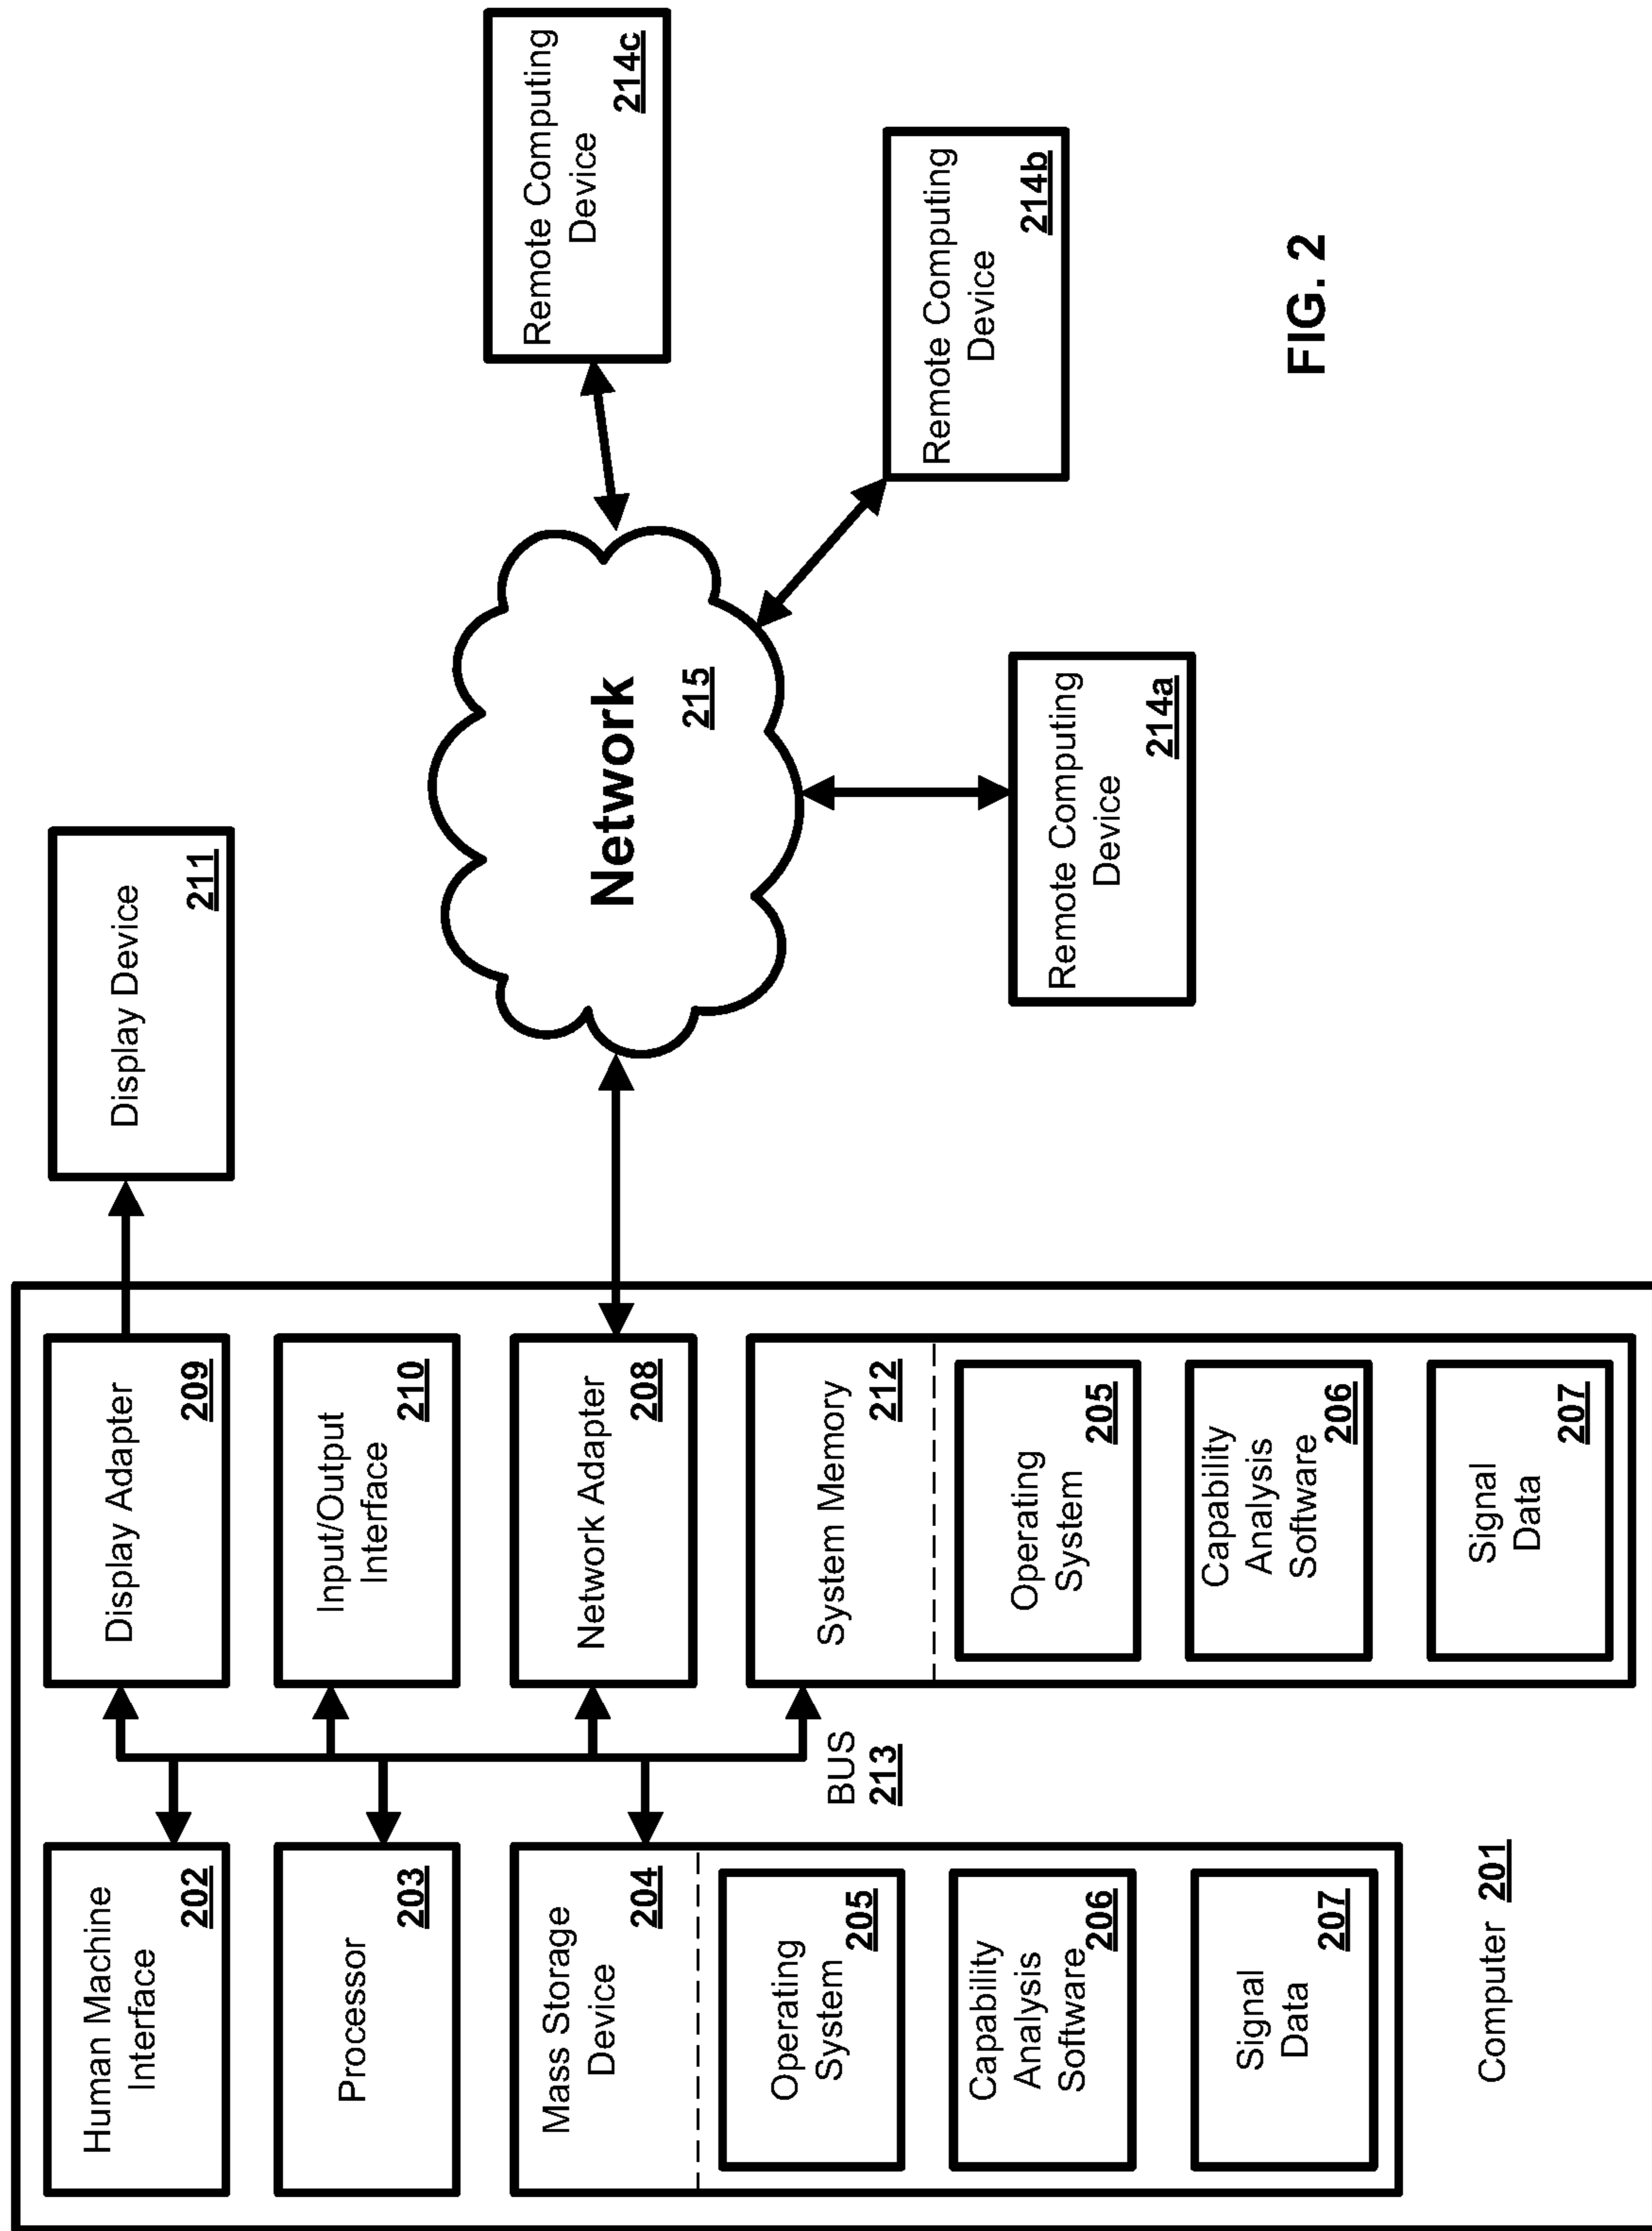 Human Machine
Interface
202
Processor
203
Mass Storage
Device
204
Operating
System
205
Capability
Analysis
Software
206
Signal
Data
207
Display Adapter
209
Input/Output
Interface
210
Network Adapter
208
System Memory
212
Operating
System
205
Capability
Analysis
Software
206
Signal
Data
207
BUS
213
Computer 201
Display Device
211
Network
215
Remote Computing
Device
214a
Remote Computing
Device
214b
Remote Computing
Device
214c
FIG. 2